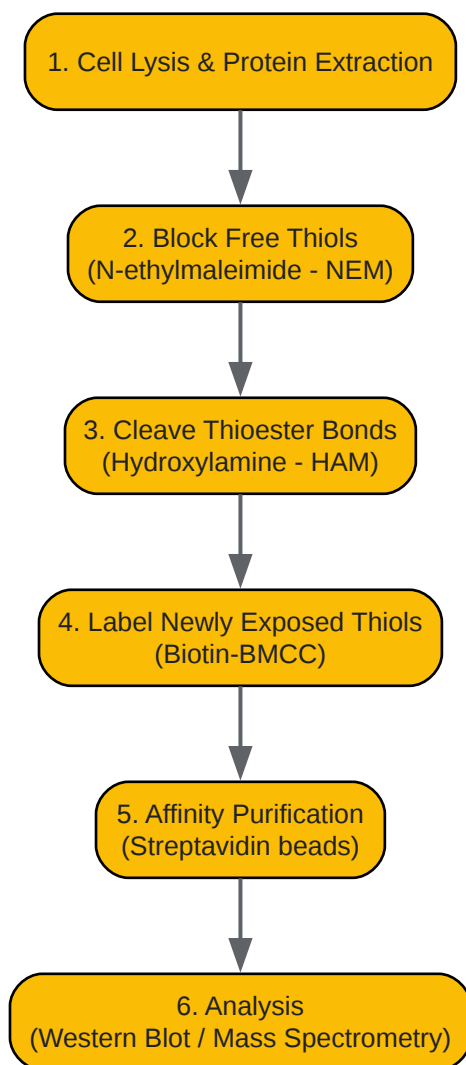 1. Cell Lysis & Protein Extraction
2. Block Free Thiols
(N-ethylmaleimide - NEM)
3. Cleave Thioester Bonds
(Hydroxylamine - HAM)
4. Label Newly Exposed Thiols
(Biotin-BMCC)
5. Affinity Purification
(Streptavidin beads)
6. Analysis
(Western Blot / Mass Spectrometry)